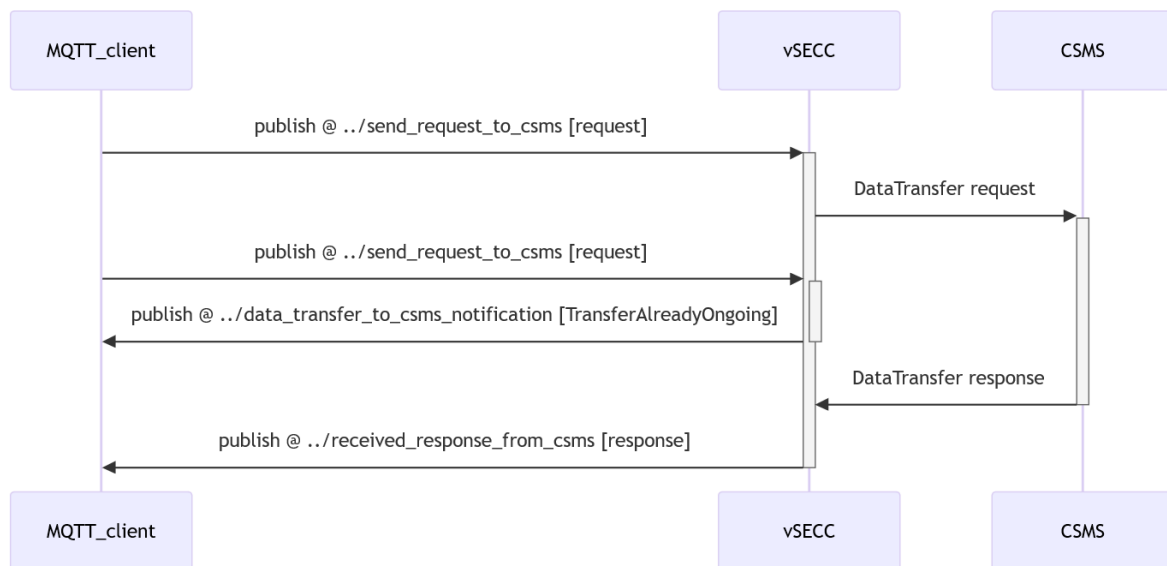 MQTT_client
vSECC
CSMS
publish @ ../send_request_to_csms [request]
DataTransfer request
publish @ ../send_request_to_csms [request]
publish @ ../data_transfer_to_csms_notification [TransferAlreadyOngoing]
DataTransfer response
publish @ ../received_response_from_csms [response]
MQTT_client
vSECC
CSMS